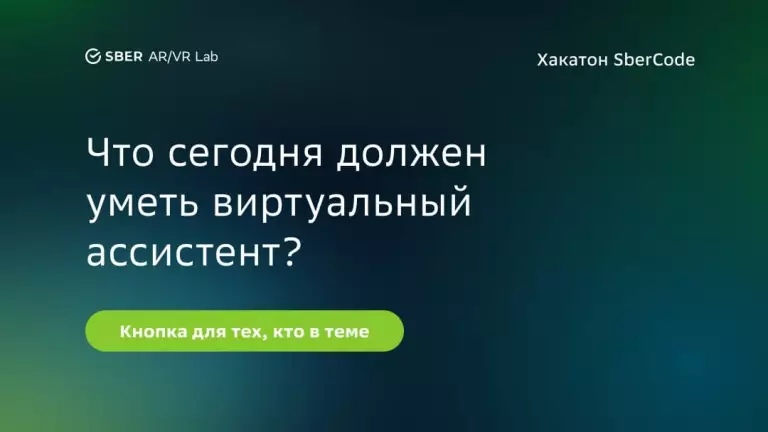 SBER AR/VR Lab
Хакатон SberCode
Что сегодня должен
уметь виртуальный
ассистент?
Кнопка для тех, кто в теме